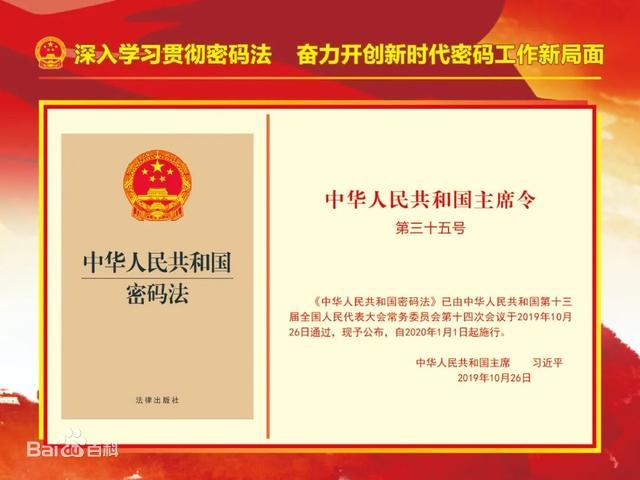 深入学习贯彻密码法 奋力开创新时代密码工作新局面
中华人民共和国
密码法
法律出版社
中华人民共和国主席令
第三十五号
《中华人民共和国密码法》已由中华人民共和国第十三
届全国人民代表大会常务委员会第十四次会议于2019年10月
26日通过，现予公布，自2020年1月1日起施行。
中华人民共和国主席 习近平
2019年10月26日
Bai百科